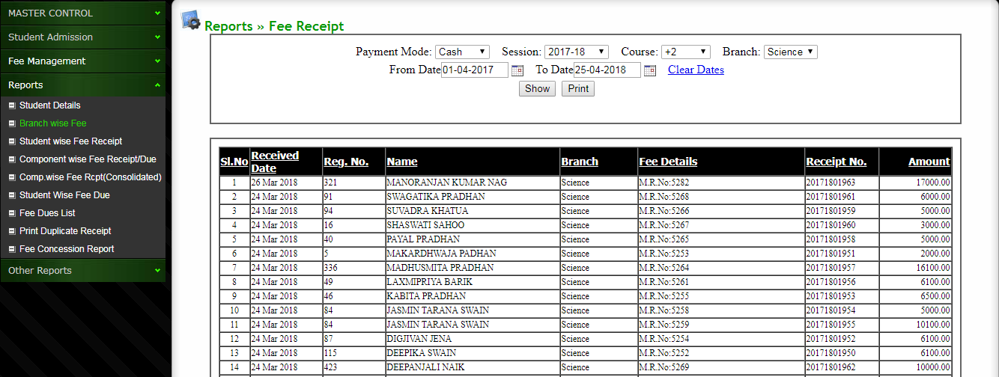 MASTER CONTROL
Student Admission
Fee Management
Reports
Student Details
Branch wise Fee
Student wise Fee Receipt
Component wise Fee Receipt/Due
Comp.wise Fee Rcpt(Consolidated)
Student Wise Fee Due
Fee Dues List
Print Duplicate Receipt
Fee Concession Report
Other Reports
Reports » Fee Receipt
Payment Mode: Cash Session: 2017-18 Course: +2 Branch: Science
From Date 01-04-2017 To Date 25-04-2018 Clear Dates
Show Print
Sl.No Received Date Reg. No. Name Branch Fee Details Receipt No. Amount
1 26 Mar 2018 321 MANORANJAN KUMAR NAG Science M.R.No:5282 20171801963 17000.00
2 24 Mar 2018 91 SWAGATIKA PRADHAN Science M.R.No:5268 20171801961 6000.00
3 24 Mar 2018 94 SUVADRA KHATUA Science M.R.No:5266 20171801959 5000.00
4 24 Mar 2018 16 SHASWATI SAHOO Science M.R.No:5267 20171801960 3000.00
5 24 Mar 2018 40 PAYAL PRADHAN Science M.R.No:5265 20171801958 5000.00
6 24 Mar 2018 5 MAKARDHWAJA PADHAN Science M.R.No:5253 20171801951 2000.00
7 24 Mar 2018 336 MADHUSMITA PRADHAN Science M.R.No:5264 20171801957 16100.00
8 24 Mar 2018 49 LAXMIPRIYA BARIK Science M.R.No:5261 20171801956 6100.00
9 24 Mar 2018 46 KABITA PRADHAN Science M.R.No:5255 20171801953 6500.00
10 24 Mar 2018 84 JASMIN TARANA SWAIN Science M.R.No:5258 20171801954 5000.00
11 24 Mar 2018 84 JASMIN TARANA SWAIN Science M.R.No:5259 20171801955 10100.00
12 24 Mar 2018 87 DIGJIVAN JENA Science M.R.No:5254 20171801952 6100.00
13 24 Mar 2018 115 DEEPIKA SWAIN Science M.R.No:5252 20171801950 6100.00
14 24 Mar 2018 423 DEEPANJALI NAIK Science M.R.No:5269 20171801962 10000.00